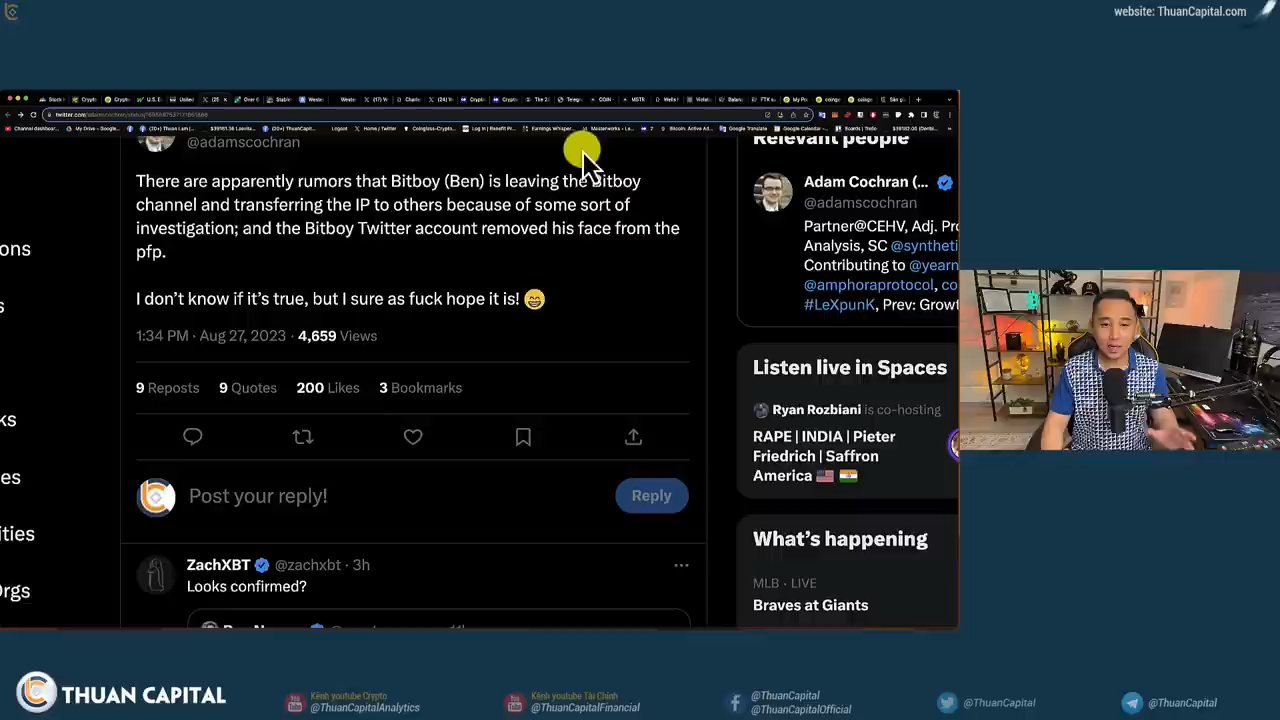 website: ThuanCapital.com
@adamscochran
There are apparently rumors that Bitboy (Ben) is leaving the Bitboy
channel and transferring the IP to others because of some sort of
investigation; and the Bitboy Twitter account removed his face from the
pfp.
I don’t know if it’s true, but I sure as fuck hope it is! 😄
1:34 PM · Aug 27, 2023 · 4,659 Views
9 Reposts 9 Quotes 200 Likes 3 Bookmarks
Post your reply!
Reply
ZachXBT @zachxbt · 3h
Looks confirmed?
ons
s
ks
es
ities
Orgs
Relevant people
Adam Cochran (...
@adamscochran
Partner@CEHV, Adj. Pro
Analysis, SC @syntheti
Contributing to @yearn
@amphoraprotocol, co
#LeXpunK, Prev: Growt
Listen live in Spaces
Ryan Rozbiani is co-hosting
RAPE | INDIA | Pieter
Friedrich | Saffron
America 🇺🇸 🇮🇳
What’s happening
MLB · LIVE
Braves at Giants
THUAN CAPITAL
Kênh youtube Crypto
@ThuanCapitalAnalytics
Kênh youtube Tài Chính
@ThuanCapitalFinancial
@ThuanCapital
@ThuanCapitalOfficial
@ThuanCapital
@ThuanCapital